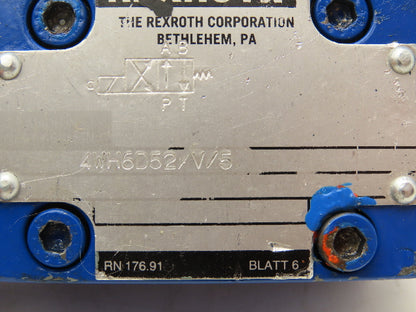 THE REXROTH CORPORATION
BETHLEHEM, PA
A B
P T
4WH6D52/V/5
RN 176.91 BLATT 6